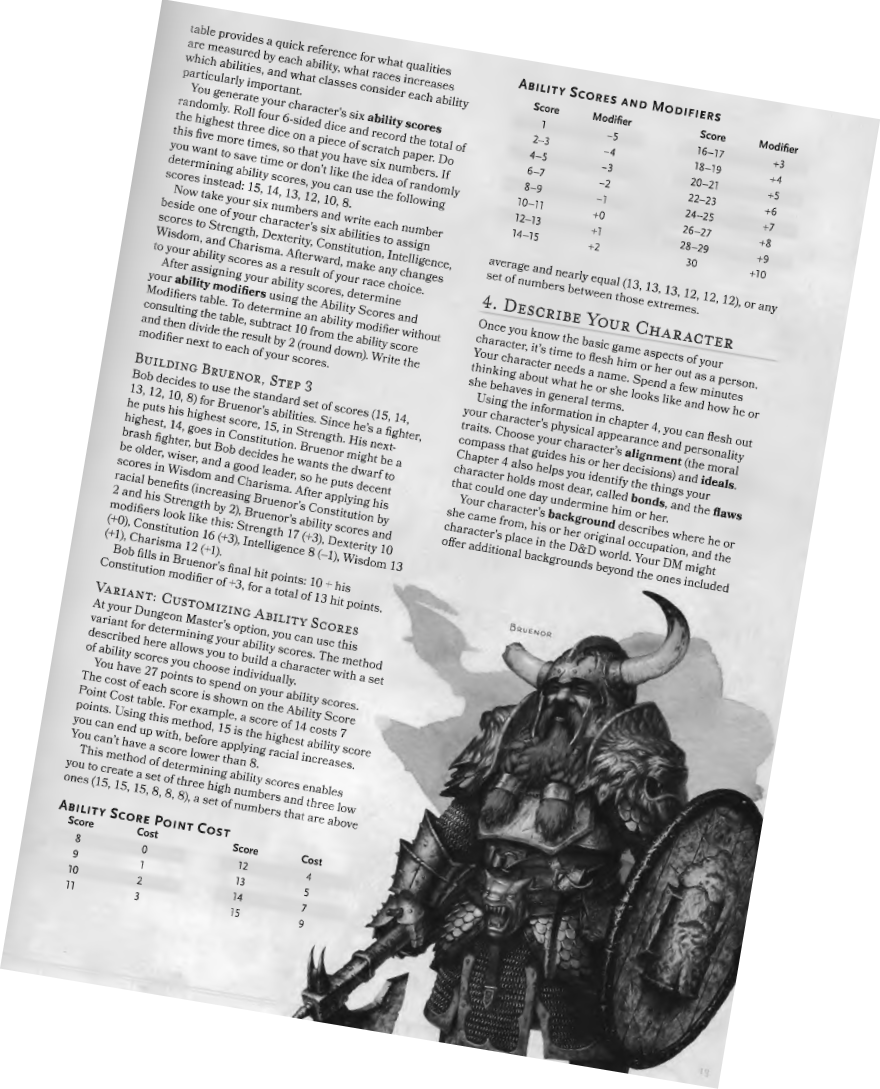 table provides a quick reference for what qualities
are measured by each ability, what races increases
which abilities, and what classes consider each ability
particularly important.
You generate your character's six ability scores
randomly. Roll four 6-sided dice and record the total of
the highest three dice on a piece of scratch paper. Do
this five more times, so that you have six numbers. If
you want to save time or don't like the idea of randomly
determining ability scores, you can use the following
scores instead: 15, 14, 13, 12, 10, 8.
Now take your six numbers and write each number
beside one of your character's six abilities to assign
scores to Strength, Dexterity, Constitution, Intelligence,
Wisdom, and Charisma. Afterward, make any changes
to your ability scores as a result of your race choice.
After assigning your ability scores, determine
your ability modifiers using the Ability Scores and
Modifiers table. To determine an ability modifier without
consulting the table, subtract 10 from the ability score
and then divide the result by 2 (round down). Write the
modifier next to each of your scores.
BUILDING BRUENOR, STEP 3
Bob decides to use the standard set of scores (15, 14,
13, 12, 10, 8) for Bruenor's abilities. Since he's a fighter,
he puts his highest score, 15, in Strength. His next-
highest, 14, goes in Constitution. Bruenor might be a
brash fighter, but Bob decides he wants the dwarf to
be older, wiser, and a good leader, so he puts decent
scores in Wisdom and Charisma. After applying his
racial benefits (increasing Bruenor's Constitution by
2 and his Strength by 2), Bruenor's ability scores and
modifiers look like this: Strength 17 (+3), Dexterity 10
(+0), Constitution 16 (+3), Intelligence 8 (−1), Wisdom 13
(+1), Charisma 12 (+1).
Bob fills in Bruenor's final hit points: 10 + his
Constitution modifier of +3, for a total of 13 hit points.
VARIANT: CUSTOMIZING ABILITY SCORES
At your Dungeon Master's option, you can use this
variant for determining your ability scores. The method
described here allows you to build a character with a set
of ability scores you choose individually.
You have 27 points to spend on your ability scores.
The cost of each score is shown on the Ability Score
Point Cost table. For example, a score of 14 costs 7
points. Using this method, 15 is the highest ability score
you can end up with, before applying racial increases.
You can't have a score lower than 8.
This method of determining ability scores enables
you to create a set of three high numbers and three low
ones (15, 15, 15, 8, 8, 8), a set of numbers that are above
ABILITY SCORE POINT COST
Score Cost Score Cost
8 0 12 4
9 1 13 5
10 2 14 7
11 3 15 9
ABILITY SCORES AND MODIFIERS
Score Modifier Score Modifier
1 −5 16–17 +3
2–3 −4 18–19 +4
4–5 −3 20–21 +5
6–7 −2 22–23 +6
8–9 −1 24–25 +7
10–11 +0 26–27 +8
12–13 +1 28–29 +9
14–15 +2 30 +10
average and nearly equal (13, 13, 13, 12, 12, 12), or any
set of numbers between those extremes.
4. DESCRIBE YOUR CHARACTER
Once you know the basic game aspects of your
character, it's time to flesh him or her out as a person.
Your character needs a name. Spend a few minutes
thinking about what he or she looks like and how he or
she behaves in general terms.
Using the information in chapter 4, you can flesh out
your character's physical appearance and personality
traits. Choose your character's alignment (the moral
compass that guides his or her decisions) and ideals.
Chapter 4 also helps you identify the things your
character holds most dear, called bonds, and the flaws
that could one day undermine him or her.
Your character's background describes where he or
she came from, his or her original occupation, and the
character's place in the D&D world. Your DM might
offer additional backgrounds beyond the ones included
BRUENOR